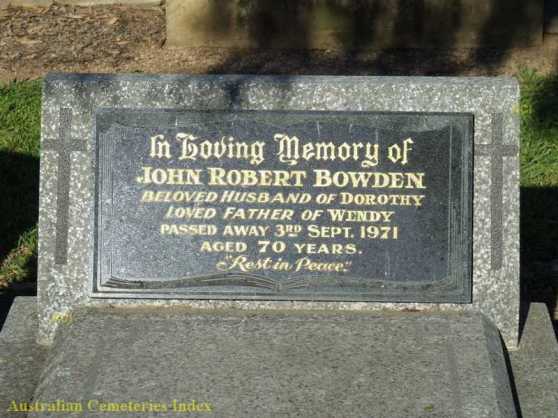 In Loving Memory of
JOHN ROBERT BOWDEN
BELOVED HUSBAND OF DOROTHY
LOVED FATHER OF WENDY
PASSED AWAY 3RD SEPT. 1971
AGED 70 YEARS.
"Rest in Peace"
Australian Cemeteries Index